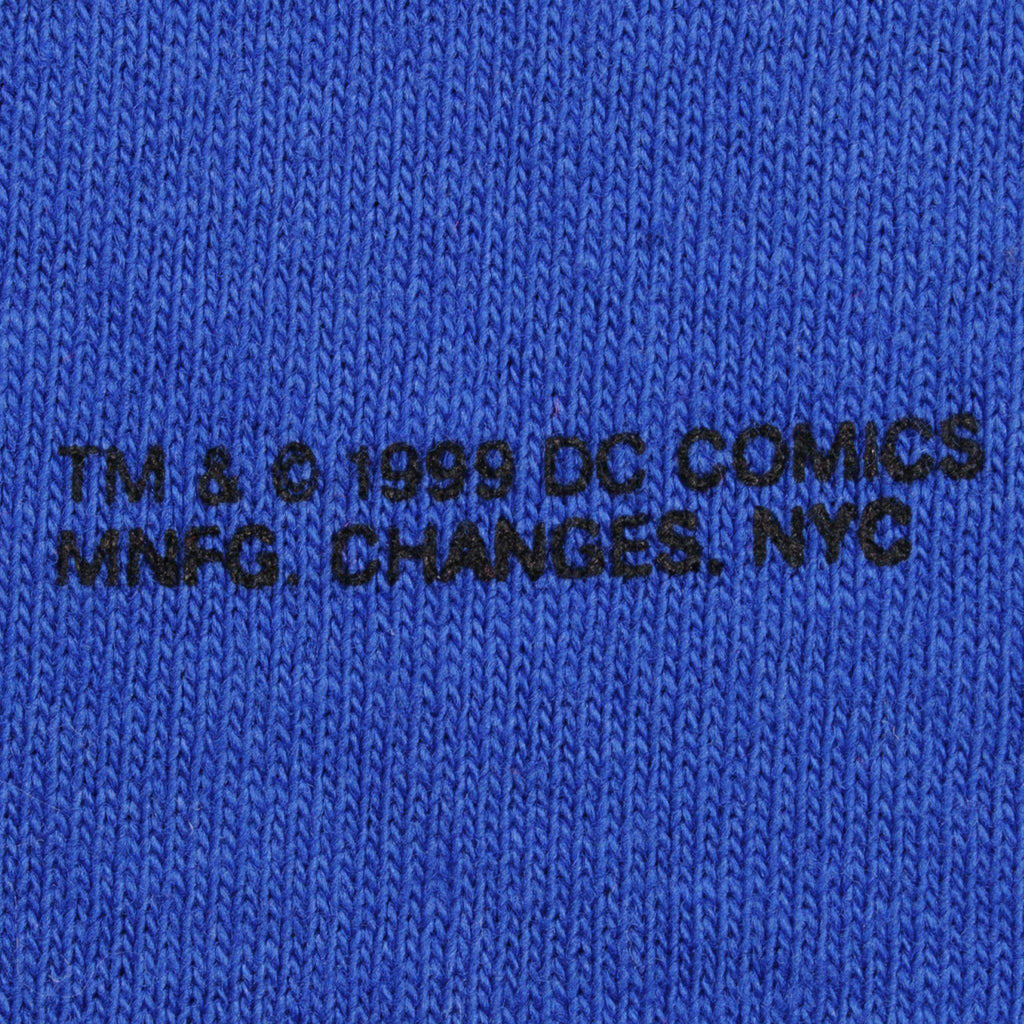 TM & © 1999 DC COMICS
MNFG. CHANGES. NYC